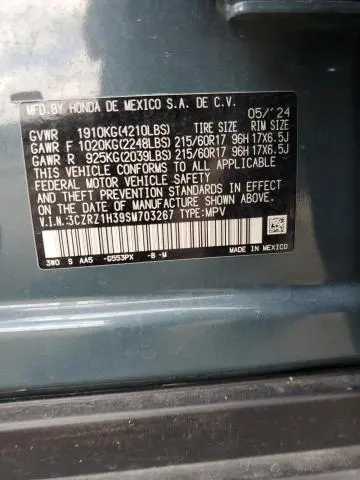 MFD.BY HONDA DE MEXICO S.A. DE C.V.
05/'24
GVWR 1910KG(4210LBS) TIRE SIZE RIM SIZE
GAWR F 1020KG(2248LBS) 215/60R17 96H 17X6.5J
GAWR R 925KG(2039LBS) 215/60R17 96H 17X6.5J
THIS VEHICLE CONFORMS TO ALL APPLICABLE
FEDERAL MOTOR VEHICLE SAFETY, BUMPER,
AND THEFT PREVENTION STANDARDS IN EFFECT
ON THE DATE OF MANUFACTURE SHOWN ABOVE.
V.I.N.:3CZRZ1H39SM703267 TYPE:MPV
3W0 S AA5 -G553PX -B -M
MADE IN
MEXICO